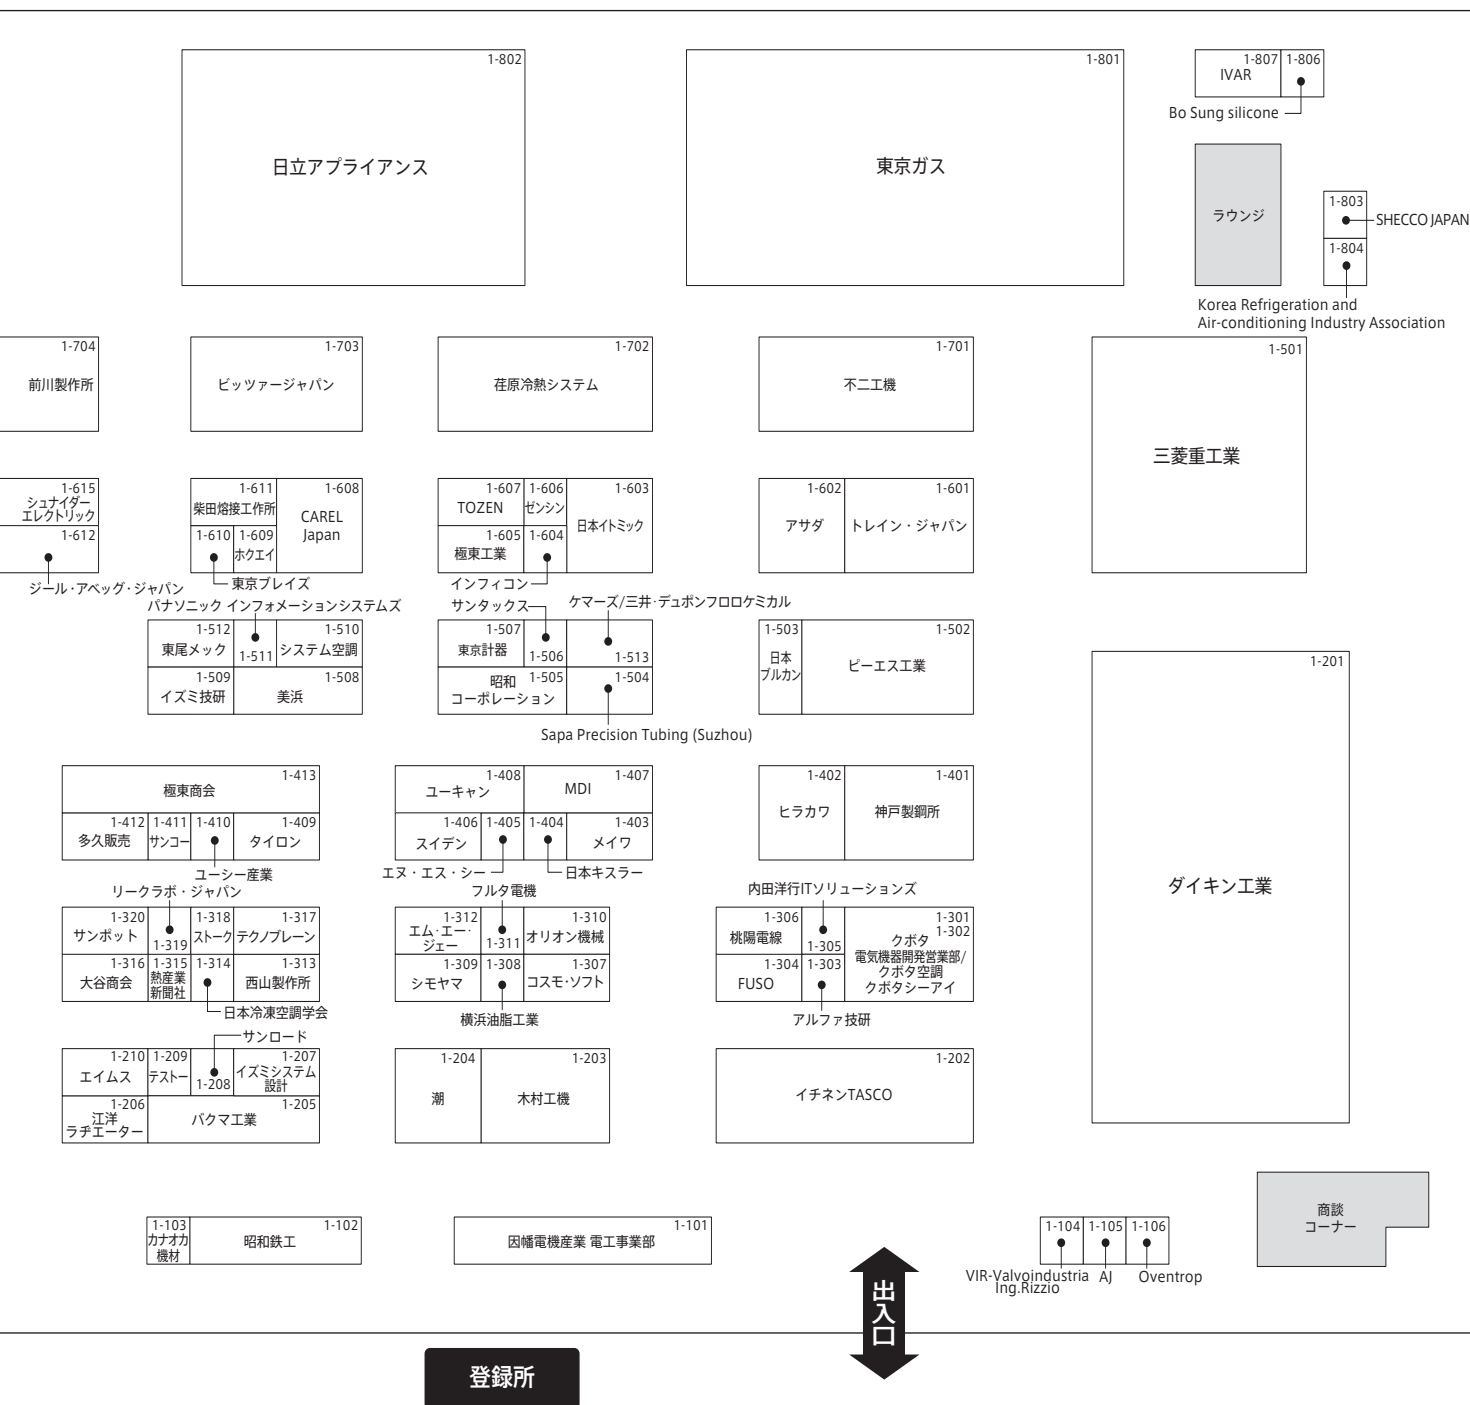 1-802
日立アプライアンス
1-801
東京ガス
1-807
IVAR
1-806
Bo Sung silicone
ラウンジ
1-803
SHECCO JAPAN
1-804
Korea Refrigeration and
Air-conditioning Industry Association
1-704
前川製作所
1-703
ビッツァージャパン
1-702
荏原冷熱システム
1-701
不二工機
1-501
三菱重工業
1-615
シュナイダー
エレクトリック
1-612
ジール・アベッグ・ジャパン
1-611
柴田熔接工作所
1-608
CAREL
Japan
1-610
1-609
ホクエイ
東京ブレイズ
1-607
TOZEN
1-606
ゼンシン
1-603
日本イトミック
1-605
極東工業
1-604
インフィコン
1-602
アサダ
1-601
トレイン・ジャパン
パナソニック インフォメーションシステムズ
1-512
東尾メック
1-511
1-510
システム空調
1-509
イズミ技研
1-508
美浜
サンタックス
ケマーズ/三井・デュポンフロロケミカル
1-507
東京計器
1-506
1-513
1-505
昭和
コーポレーション
1-504
Sapa Precision Tubing (Suzhou)
1-503
日本
ブルカン
1-502
ピーエス工業
1-201
ダイキン工業
1-413
極東商会
1-412
多久販売
1-411
サンコー
1-410
1-409
タイロン
ユーシー産業
1-408
ユーキャン
1-407
MDI
1-406
スイデン
1-405
1-404
1-403
メイワ
エヌ・エス・シー
日本キスラー
1-402
ヒラカワ
1-401
神戸製鋼所
リークラボ・ジャパン
1-320
サンポット
1-319
1-318
ストーク
1-317
テクノプレーン
1-316
大谷商会
1-315
熱産業
新聞社
1-314
1-313
西山製作所
日本冷凍空調学会
フルタ電機
1-312
エム・エー・
ジェー
1-311
1-310
オリオン機械
1-309
シモヤマ
1-308
1-307
コスモ・ソフト
横浜油脂工業
内田洋行ITソリューションズ
1-306
桃陽電線
1-305
1-301
1-302
クボタ
電気機器開発営業部/
クボタ空調
クボタシーアイ
1-304
FUSO
1-303
アルファ技研
サンロード
1-210
エイムス
1-209
テストー
1-208
1-207
イズミシステム
設計
1-206
江洋
ラヂエーター
1-205
バクマ工業
1-204
潮
1-203
木村工機
1-202
イチネンTASCO
商談
コーナー
1-103
カナオカ
機材
1-102
昭和鉄工
1-101
因幡電機産業 電工事業部
1-104
1-105
1-106
VIR-Valvoindustria
Ing.Rizzio
AJ
Oventrop
出入口
登録所